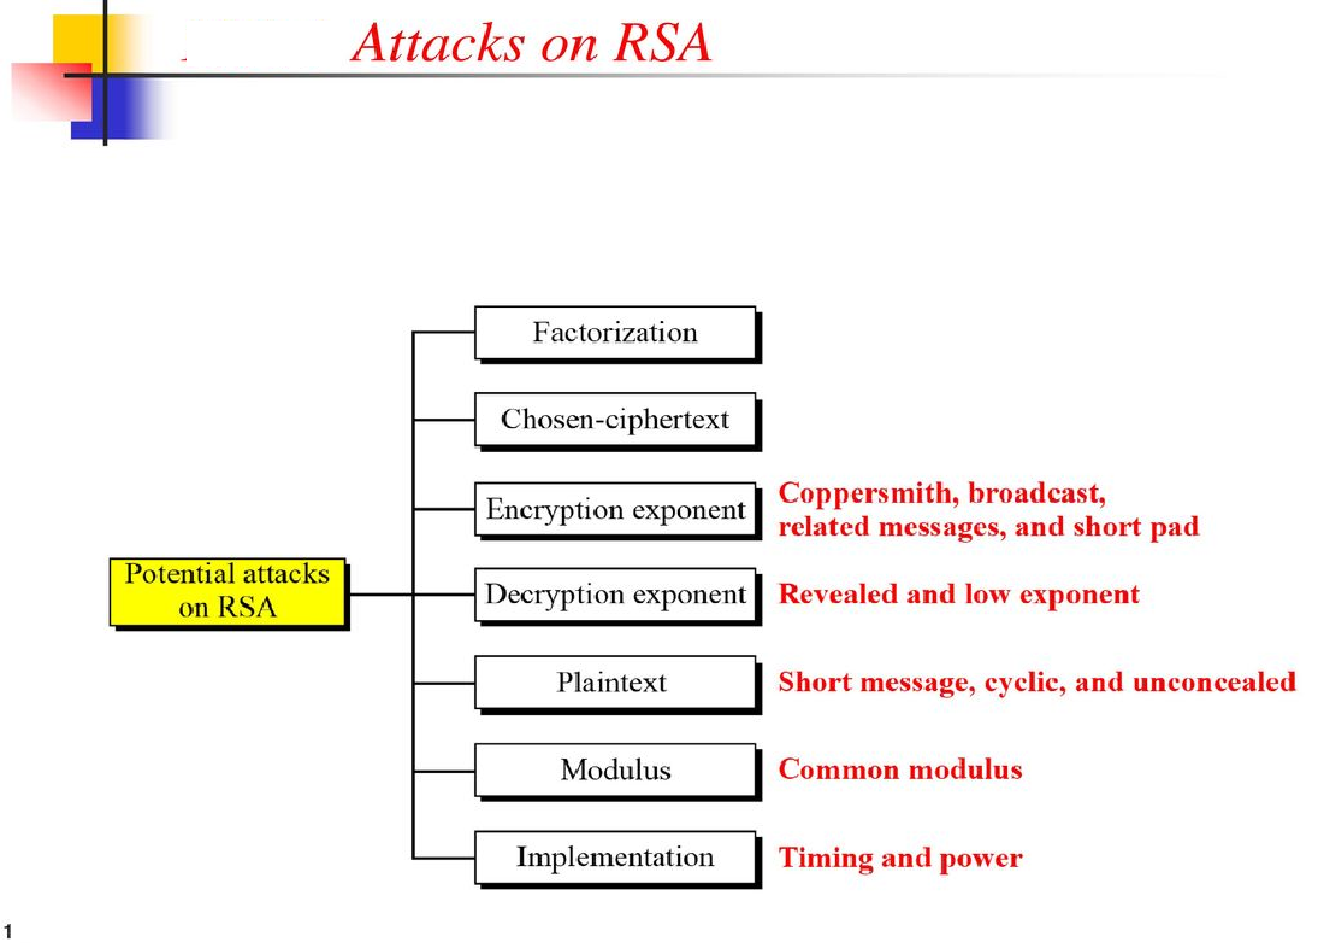 Attacks on RSA
Factorization
Chosen-ciphertext
Encryption exponent
Coppersmith, broadcast,
related messages, and short pad
Potential attacks
on RSA
Decryption exponent
Revealed and low exponent
Plaintext
Short message, cyclic, and unconcealed
Modulus
Common modulus
Implementation
Timing and power
1